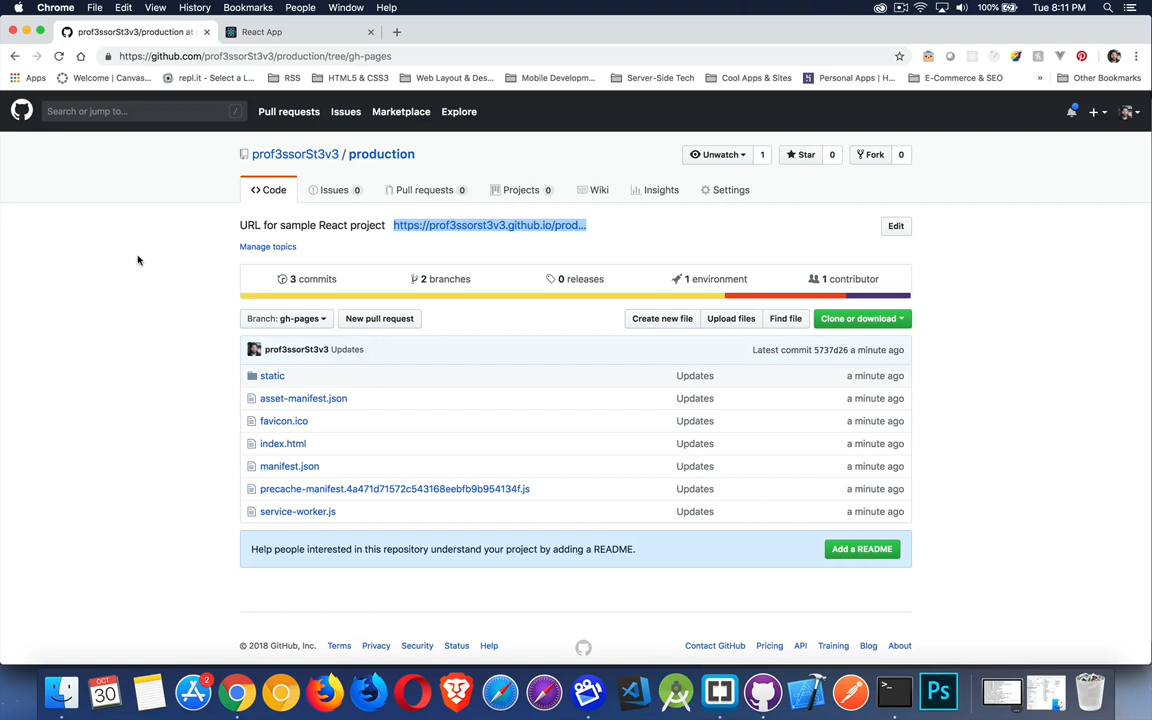 Chrome File Edit View History Bookmarks People Window Help 100% Tue 8:11 PM
prof3ssorSt3v3/production at React App
https://github.com/prof3ssorSt3v3/production/tree/gh-pages
Apps Welcome | Canvas... repl.it - Select a L... RSS HTML5 & CSS3 Web Layout & Des... Mobile Developm... Server-Side Tech Cool Apps & Sites Personal Apps | H... E-Commerce & SEO » Other Bookmarks
Search or jump to... / Pull requests Issues Marketplace Explore
prof3ssorSt3v3 / production Unwatch 1 Star 0 Fork 0
Code Issues 0 Pull requests 0 Projects 0 Wiki Insights Settings
URL for sample React project https://prof3ssorst3v3.github.io/prod... Edit
Manage topics
3 commits 2 branches 0 releases 1 environment 1 contributor
Branch: gh-pages New pull request Create new file Upload files Find file Clone or download
prof3ssorSt3v3 Updates Latest commit 5737d26 a minute ago
static Updates a minute ago
asset-manifest.json Updates a minute ago
favicon.ico Updates a minute ago
index.html Updates a minute ago
manifest.json Updates a minute ago
precache-manifest.4a471d71572c543168eebfb9b954134f.js Updates a minute ago
service-worker.js Updates a minute ago
Help people interested in this repository understand your project by adding a README. Add a README
© 2018 GitHub, Inc. Terms Privacy Security Status Help Contact GitHub Pricing API Training Blog About
OCT 30 2 >_ Ps